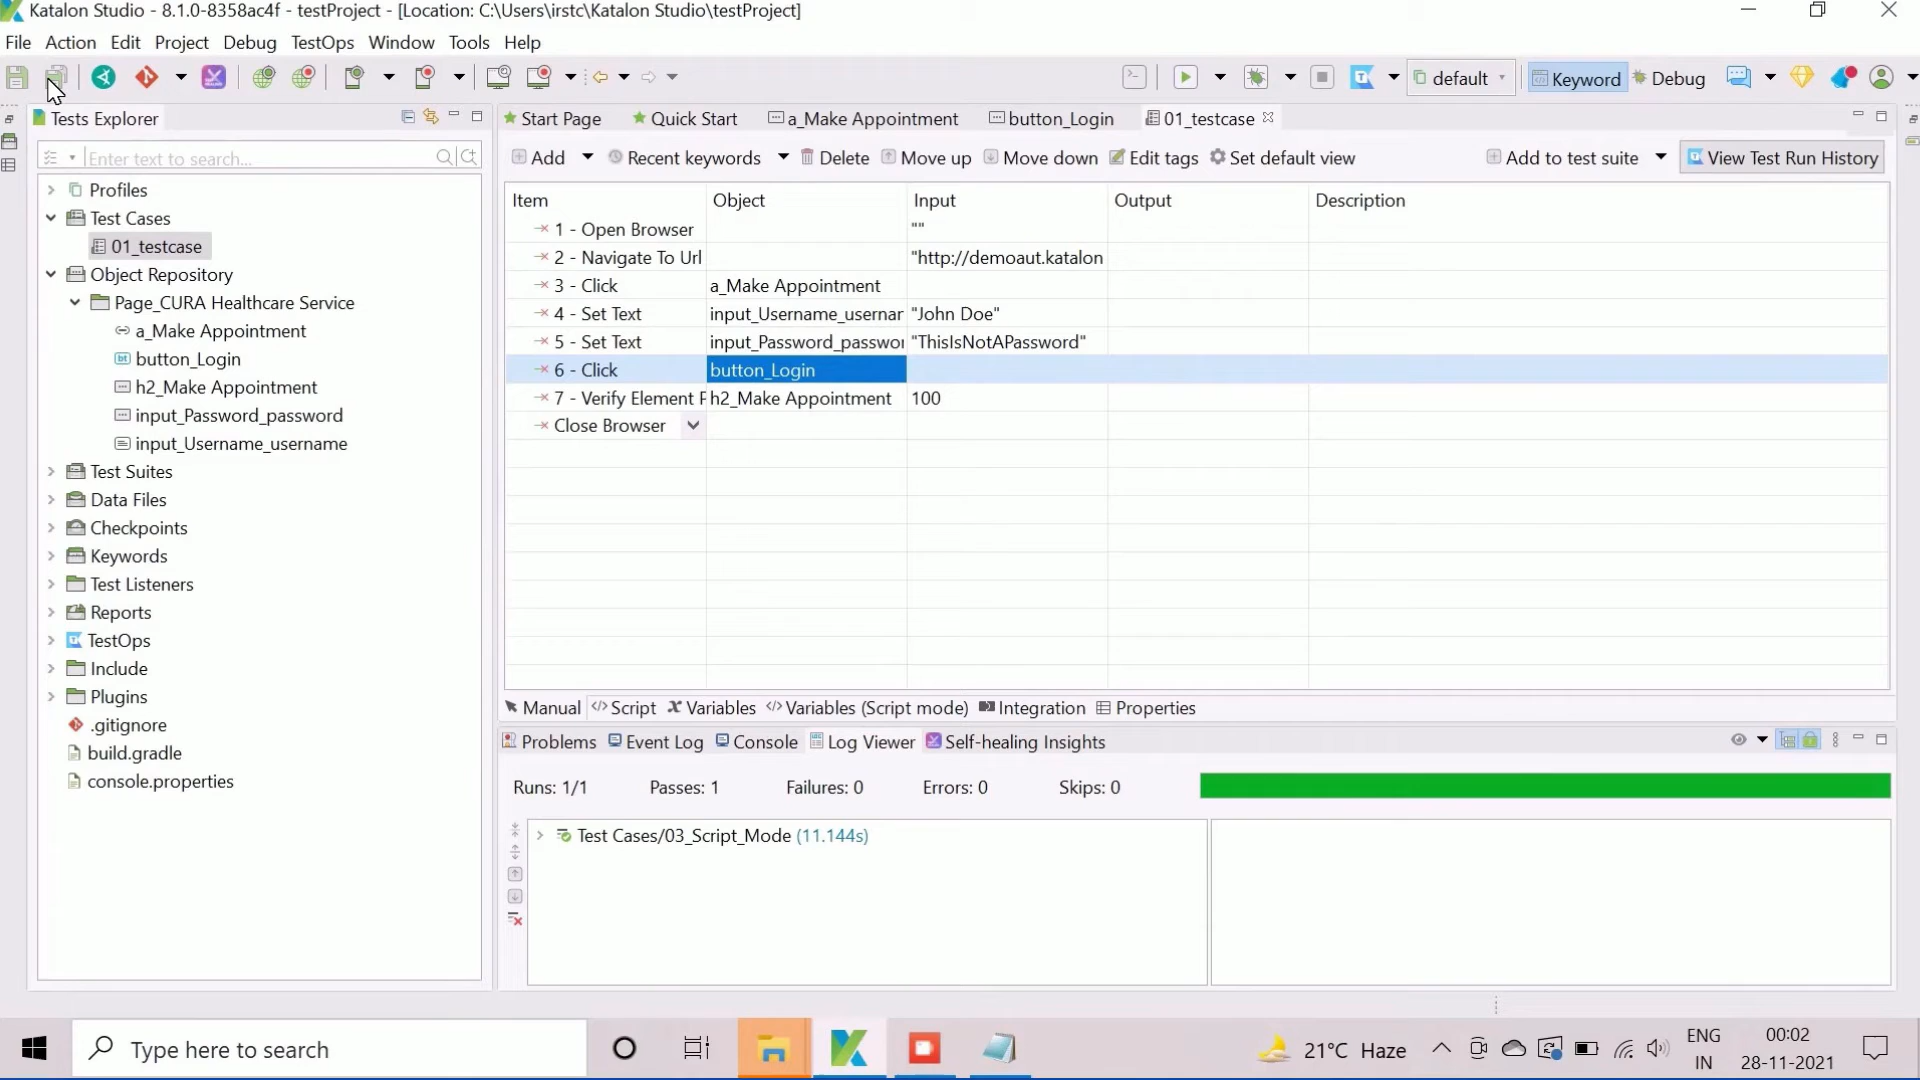 Katalon Studio - 8.1.0-8358ac4f - testProject - [Location: C:\Users\irstc\Katalon Studio\testProject]
File Action Edit Project Debug TestOps Window Tools Help
default Keyword Debug
Tests Explorer
Start Page Quick Start a_Make Appointment button_Login 01_testcase
Enter text to search...
Add Recent keywords Delete Move up Move down Edit tags Set default view Add to test suite View Test Run History
Profiles
Test Cases
01_testcase
Object Repository
Page_CURA Healthcare Service
a_Make Appointment
button_Login
h2_Make Appointment
input_Password_password
input_Username_username
Test Suites
Data Files
Checkpoints
Keywords
Test Listeners
Reports
TestOps
Include
Plugins
.gitignore
build.gradle
console.properties
Item Object Input Output Description
1 - Open Browser ""
2 - Navigate To Url "http://demoaut.katalon
3 - Click a_Make Appointment
4 - Set Text input_Username_usernar "John Doe"
5 - Set Text input_Password_passwor "ThisIsNotAPassword"
6 - Click button_Login
7 - Verify Element P h2_Make Appointment 100
Close Browser
Manual Script Variables Variables (Script mode) Integration Properties
Problems Event Log Console Log Viewer Self-healing Insights
Runs: 1/1 Passes: 1 Failures: 0 Errors: 0 Skips: 0
Test Cases/03_Script_Mode (11.144s)
Type here to search
21°C Haze
ENG
IN
00:02
28-11-2021